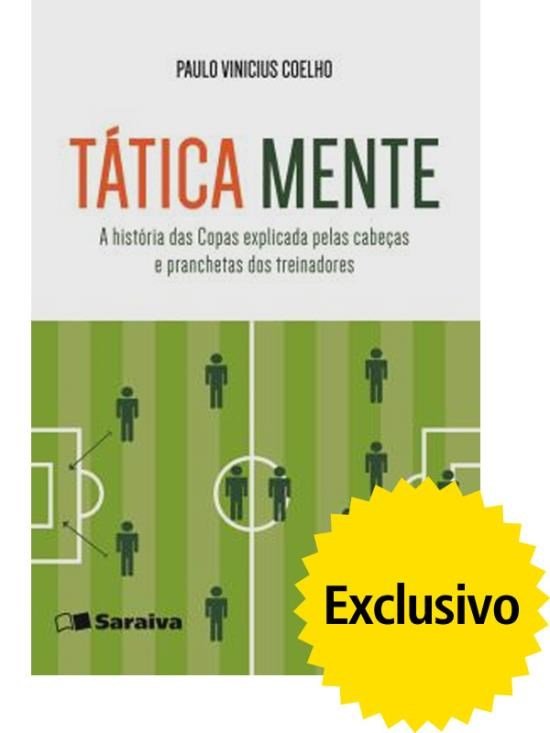 PAULO VINICIUS COELHO
TÁTICA MENTE
A história das Copas explicada pelas cabeças
e pranchetas dos treinadores
Saraiva
Exclusivo